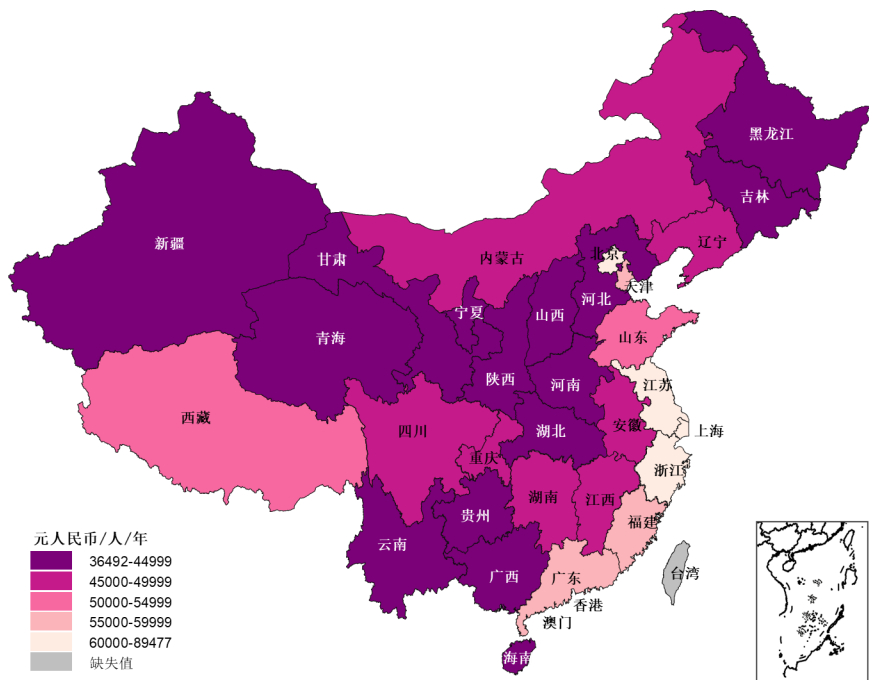 黑龙江
吉林
新疆
辽宁
北京
甘肃
内蒙古
天津
河北
宁夏
山西
青海
山东
陕西
河南
江苏
西藏
安徽
四川
湖北
上海
重庆
浙江
湖南
江西
贵州
福建
元人民币/人/年
云南
36492-44999
台湾
广西
广东
45000-49999
香港
50000-54999
澳门
55000-59999
60000-89477
海南
缺失值